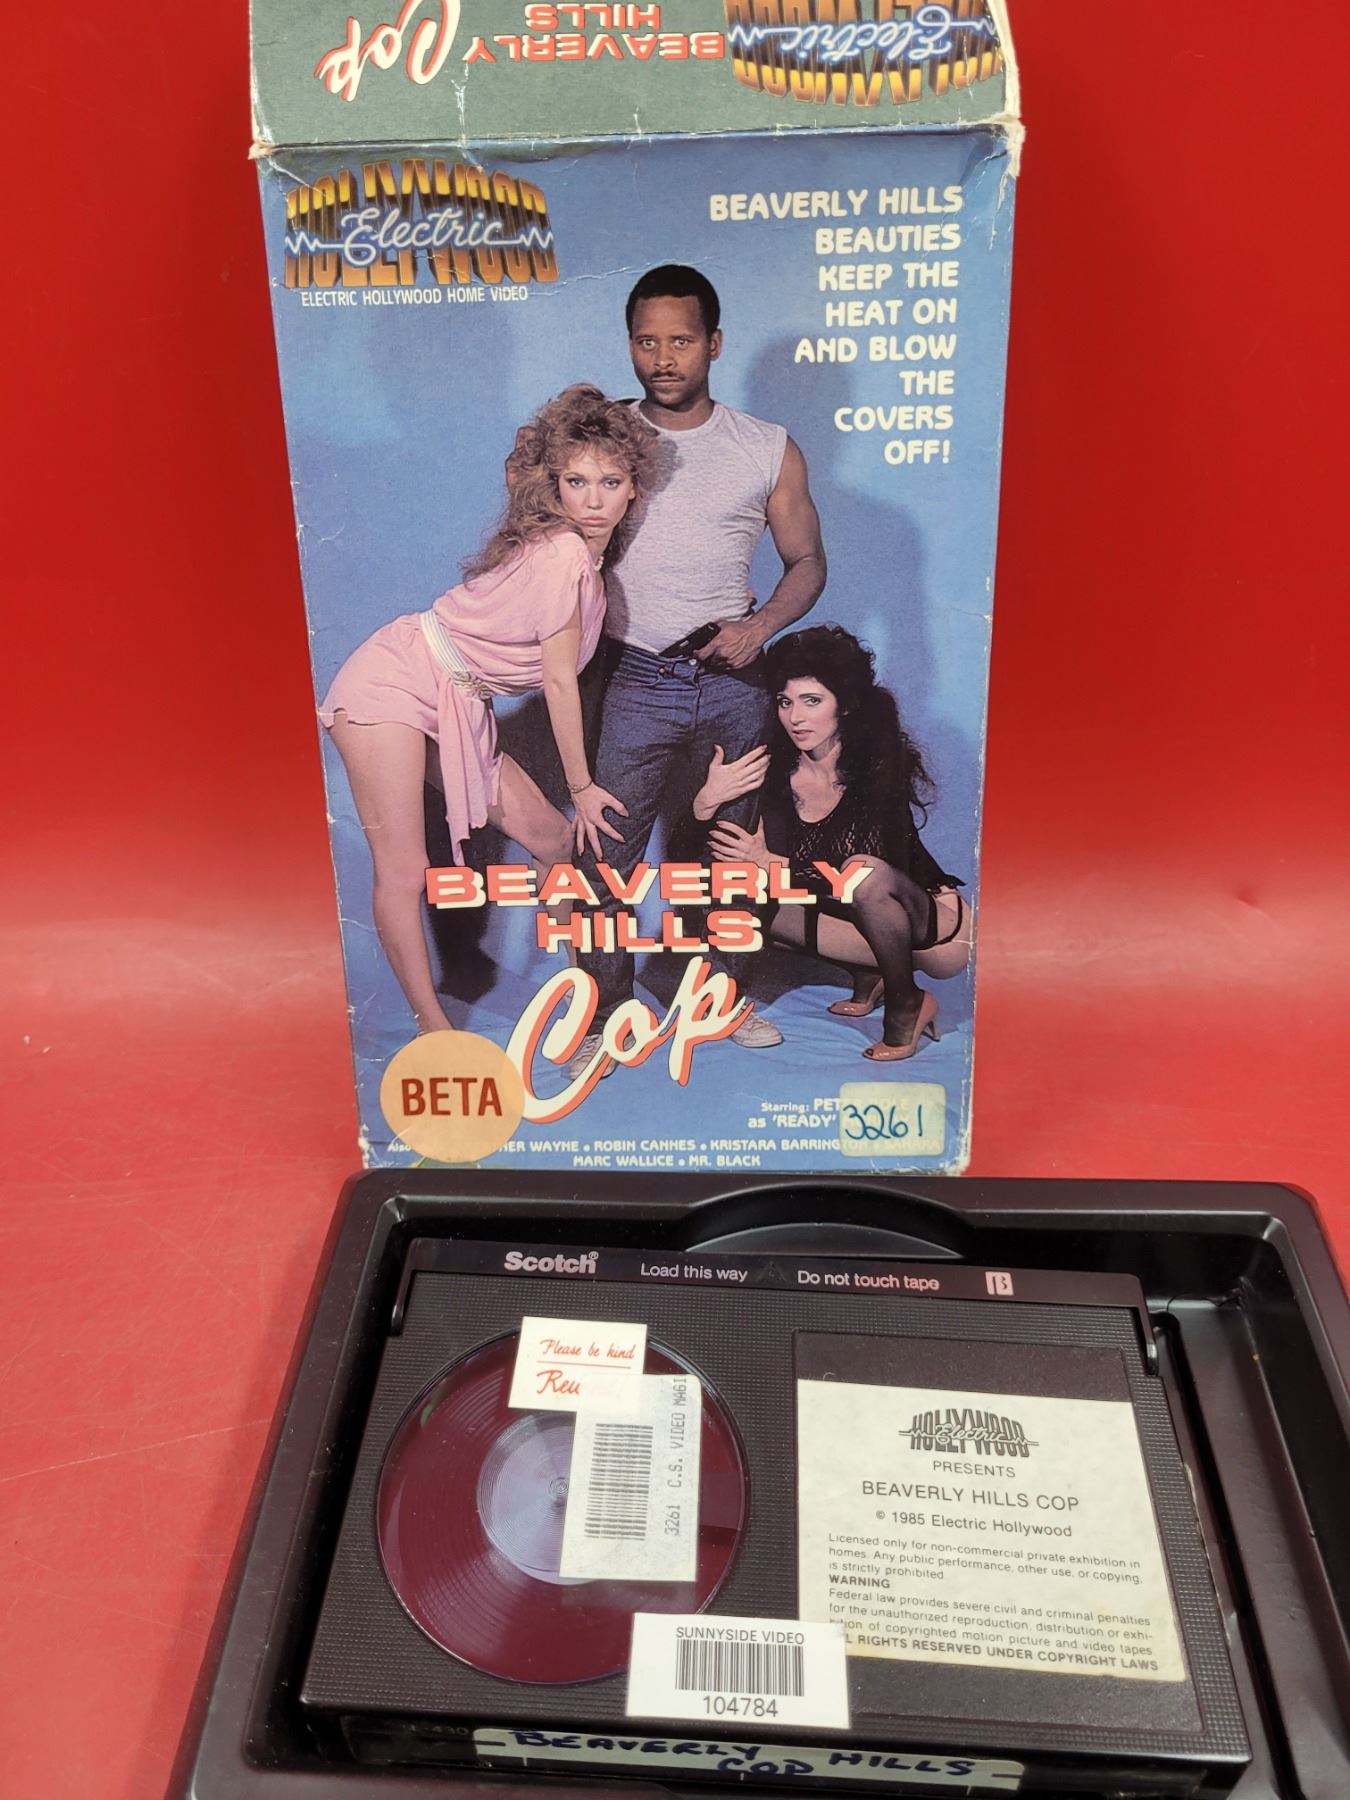 BEAVERLY HILLS Cop
HOLLYWOOD Electric
HOLLYWOOD Electric
ELECTRIC HOLLYWOOD HOME VIDEO
BEAVERLY HILLS
BEAUTIES
KEEP THE
HEAT ON
AND BLOW
THE
COVERS
OFF!
BEAVERLY
HILLS
Cop
BETA
Starring:
as 'READY'
3261
WAYNE • ROBIN CANNES • KRISTARA BARRINGTON • SAHARA
MARC WALLICE • MR. BLACK
Scotch® Load this way Do not touch tape β
Please be kind
3261 C.S. VIDEO MAGI
HOLLYWOOD Electric
PRESENTS
BEAVERLY HILLS COP
© 1985 Electric Hollywood
Licensed only for non-commercial private exhibition in
homes. Any public performance, other use, or copying,
is strictly prohibited
WARNING
Federal law provides severe civil and criminal penalties
for the unauthorized reproduction, distribution or exhi-
of copyrighted motion picture and video tapes
RIGHTS RESERVED UNDER COPYRIGHT LAWS
SUNNYSIDE VIDEO
104784
BEAVERLY HILLS
COP